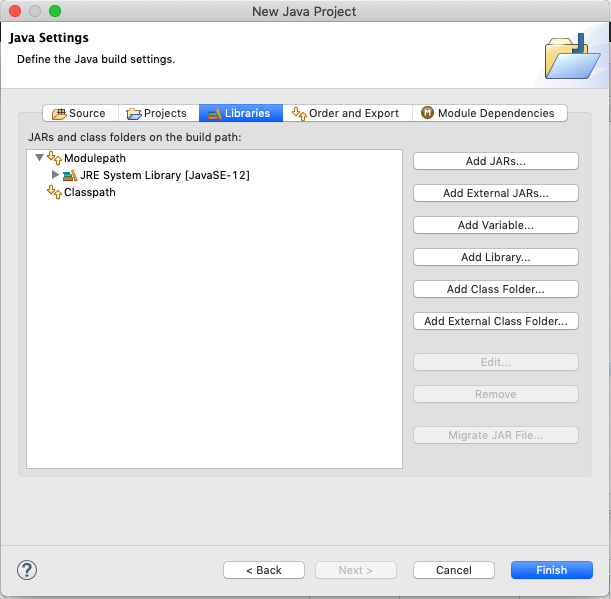 New Java Project
Java Settings
Define the Java build settings.
Source Projects Libraries Order and Export M Module Dependencies
JARs and class folders on the build path:
Modulepath
JRE System Library [JavaSE-12]
Classpath
Add JARs...
Add External JARs...
Add Variable...
Add Library...
Add Class Folder...
Add External Class Folder...
Edit...
Remove
Migrate JAR File...
? < Back Next > Cancel Finish